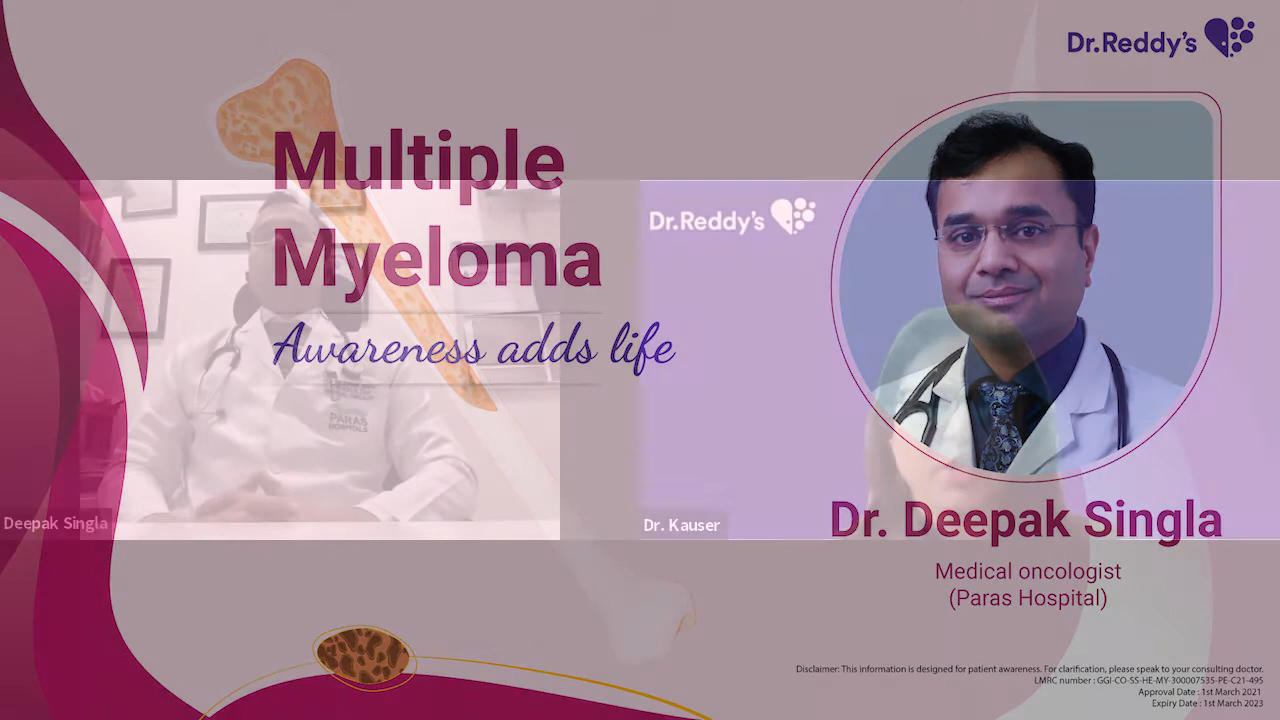 Dr.Reddy's
Multiple
Myeloma
Awareness adds life
Dr.Reddy's
PARAS
HOSPITALS
Deepak Singla
Dr. Kauser
Dr. Deepak Singla
Medical oncologist
(Paras Hospital)
Disclaimer: This information is designed for patient awareness. For clarification, please speak to your consulting doctor.
LMRC number : GGI-CO-SS-HE-MY-300007535-PE-C21-495
Approval Date : 1st March 2021
Expiry Date : 1st March 2023